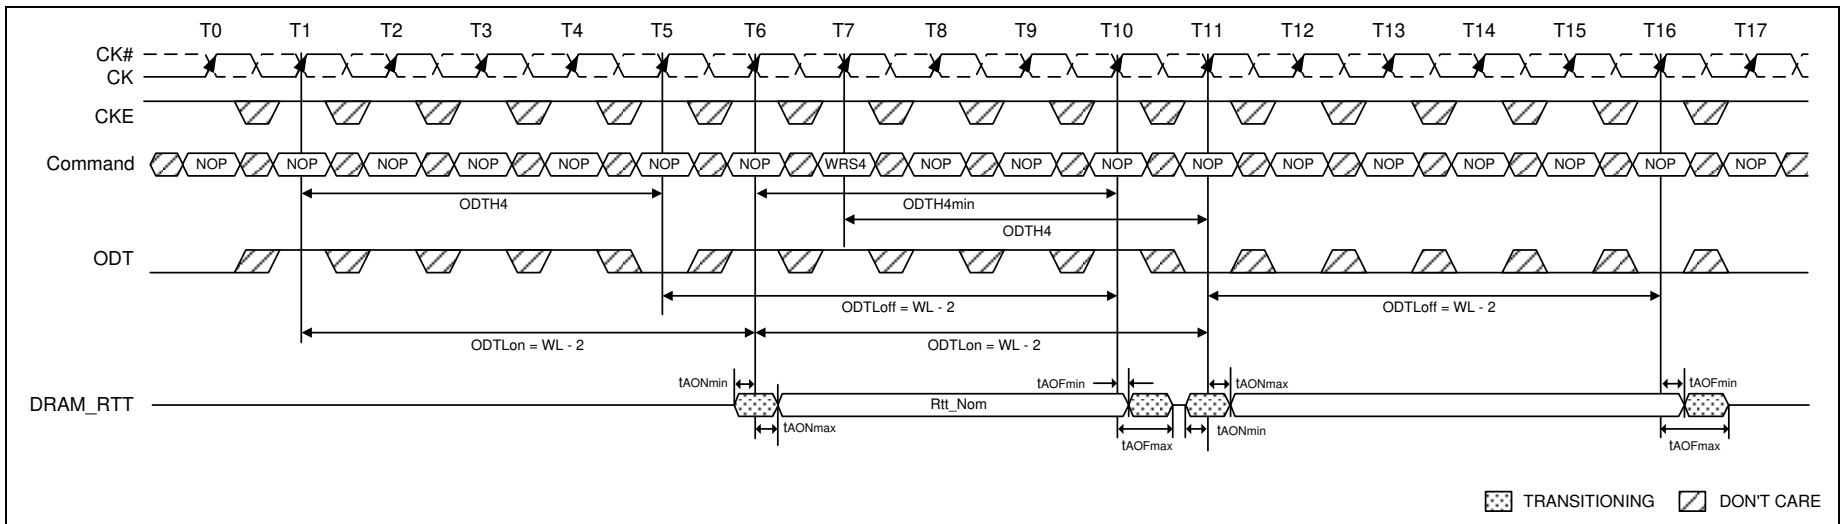 T0 T1 T2 T3 T4 T5 T6 T7 T8 T9 T10 T11 T12 T13 T14 T15 T16 T17
CK#
CK
CKE
Command NOP NOP NOP NOP NOP NOP NOP WRS4 NOP NOP NOP NOP NOP NOP NOP NOP NOP NOP
ODTH4 ODTH4min
ODTH4
ODT
ODTLoff = WL - 2 ODTLoff = WL - 2
ODTLon = WL - 2 ODTLon = WL - 2
tAONmin tAOFmin tAONmax tAOFmin
DRAM_RTT Rtt_Nom
tAONmax tAOFmax tAONmin tAOFmax
TRANSITIONING DON'T CARE